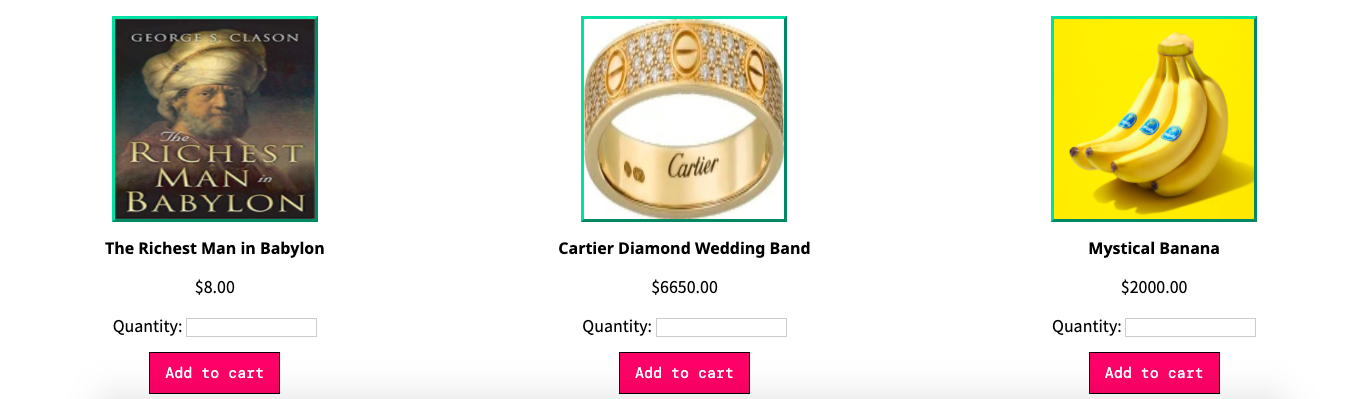 GEORGE S. CLASON
The
RICHEST
MAN in
BABYLON
Cartier
The Richest Man in Babylon
Cartier Diamond Wedding Band
Mystical Banana
$8.00
$6650.00
$2000.00
Quantity:
Quantity:
Quantity:
Add to cart
Add to cart
Add to cart